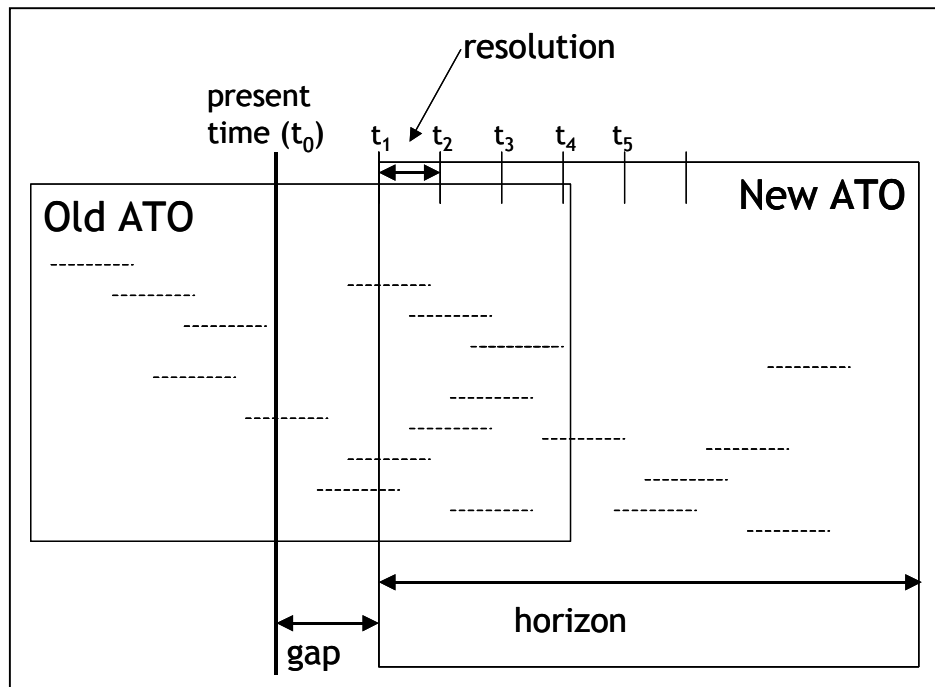 resolution
present
time (t₀)
t₁ t₂ t₃ t₄ t₅
Old ATO
New ATO
horizon
gap